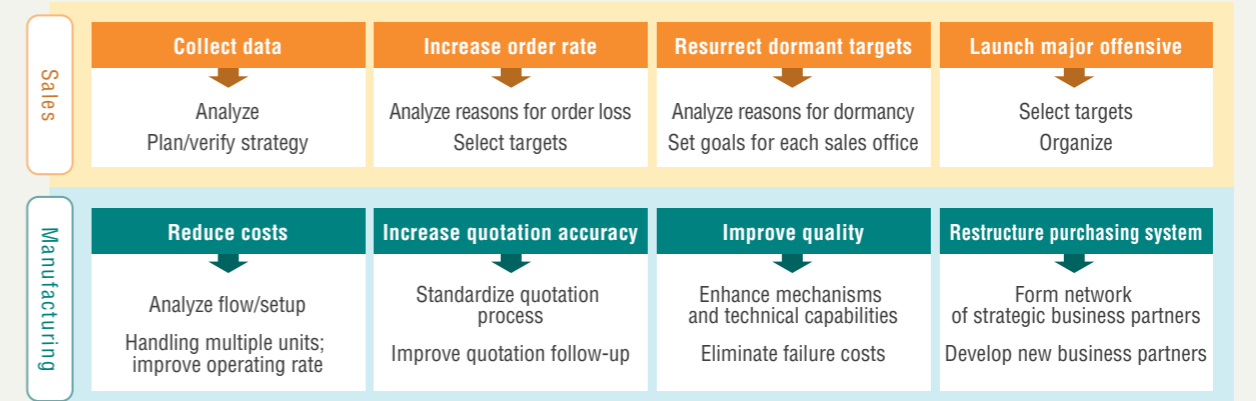 Sales
Collect data
Analyze
Plan/verify strategy
Increase order rate
Analyze reasons for order loss
Select targets
Resurrect dormant targets
Analyze reasons for dormancy
Set goals for each sales office
Launch major offensive
Select targets
Organize
Manufacturing
Reduce costs
Analyze flow/setup
Handling multiple units;
improve operating rate
Increase quotation accuracy
Standardize quotation
process
Improve quotation follow-up
Improve quality
Enhance mechanisms
and technical capabilities
Eliminate failure costs
Restructure purchasing system
Form network
of strategic business partners
Develop new business partners